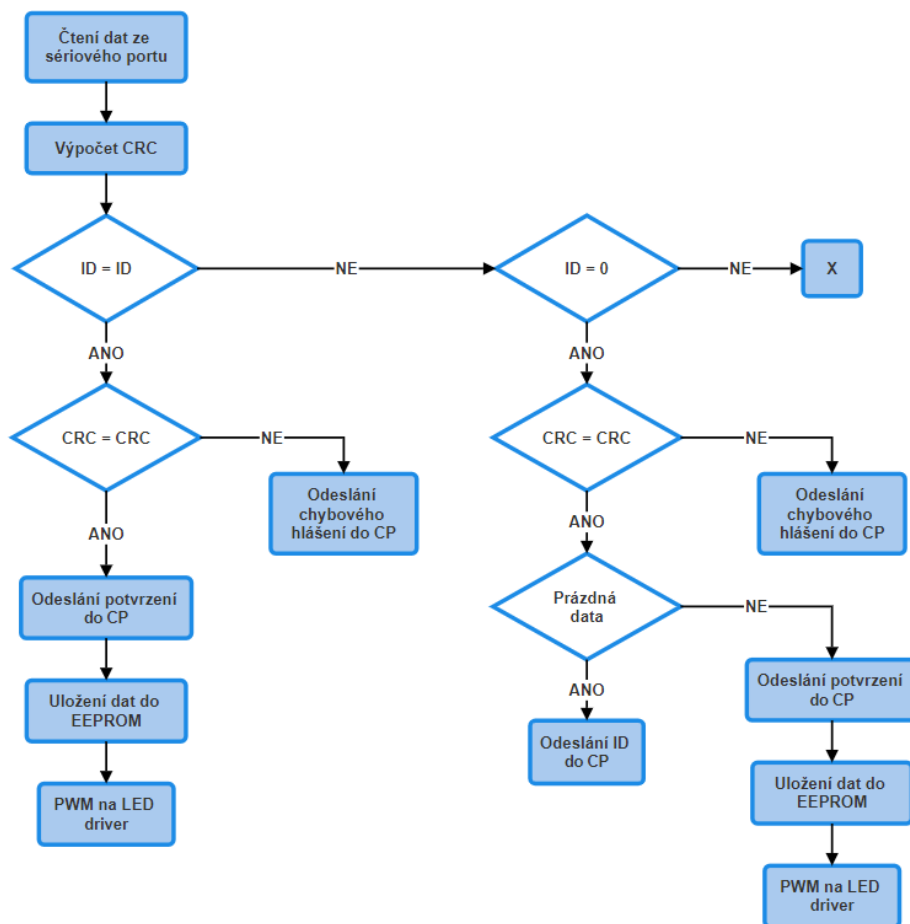 Čtení dat ze
sériového portu
Výpočet CRC
ID = ID
NE
ID = 0
NE
X
ANO
ANO
CRC = CRC
NE
CRC = CRC
NE
Odeslání
chybového
hlášení do CP
Odeslání
chybového
hlášení do CP
ANO
ANO
Odeslání potvrzení
do CP
Prázdná
data
NE
Uložení dat do
EEPROM
ANO
Odeslání potvrzení
do CP
Odeslání ID
do CP
PWM na LED
driver
Uložení dat do
EEPROM
PWM na LED
driver